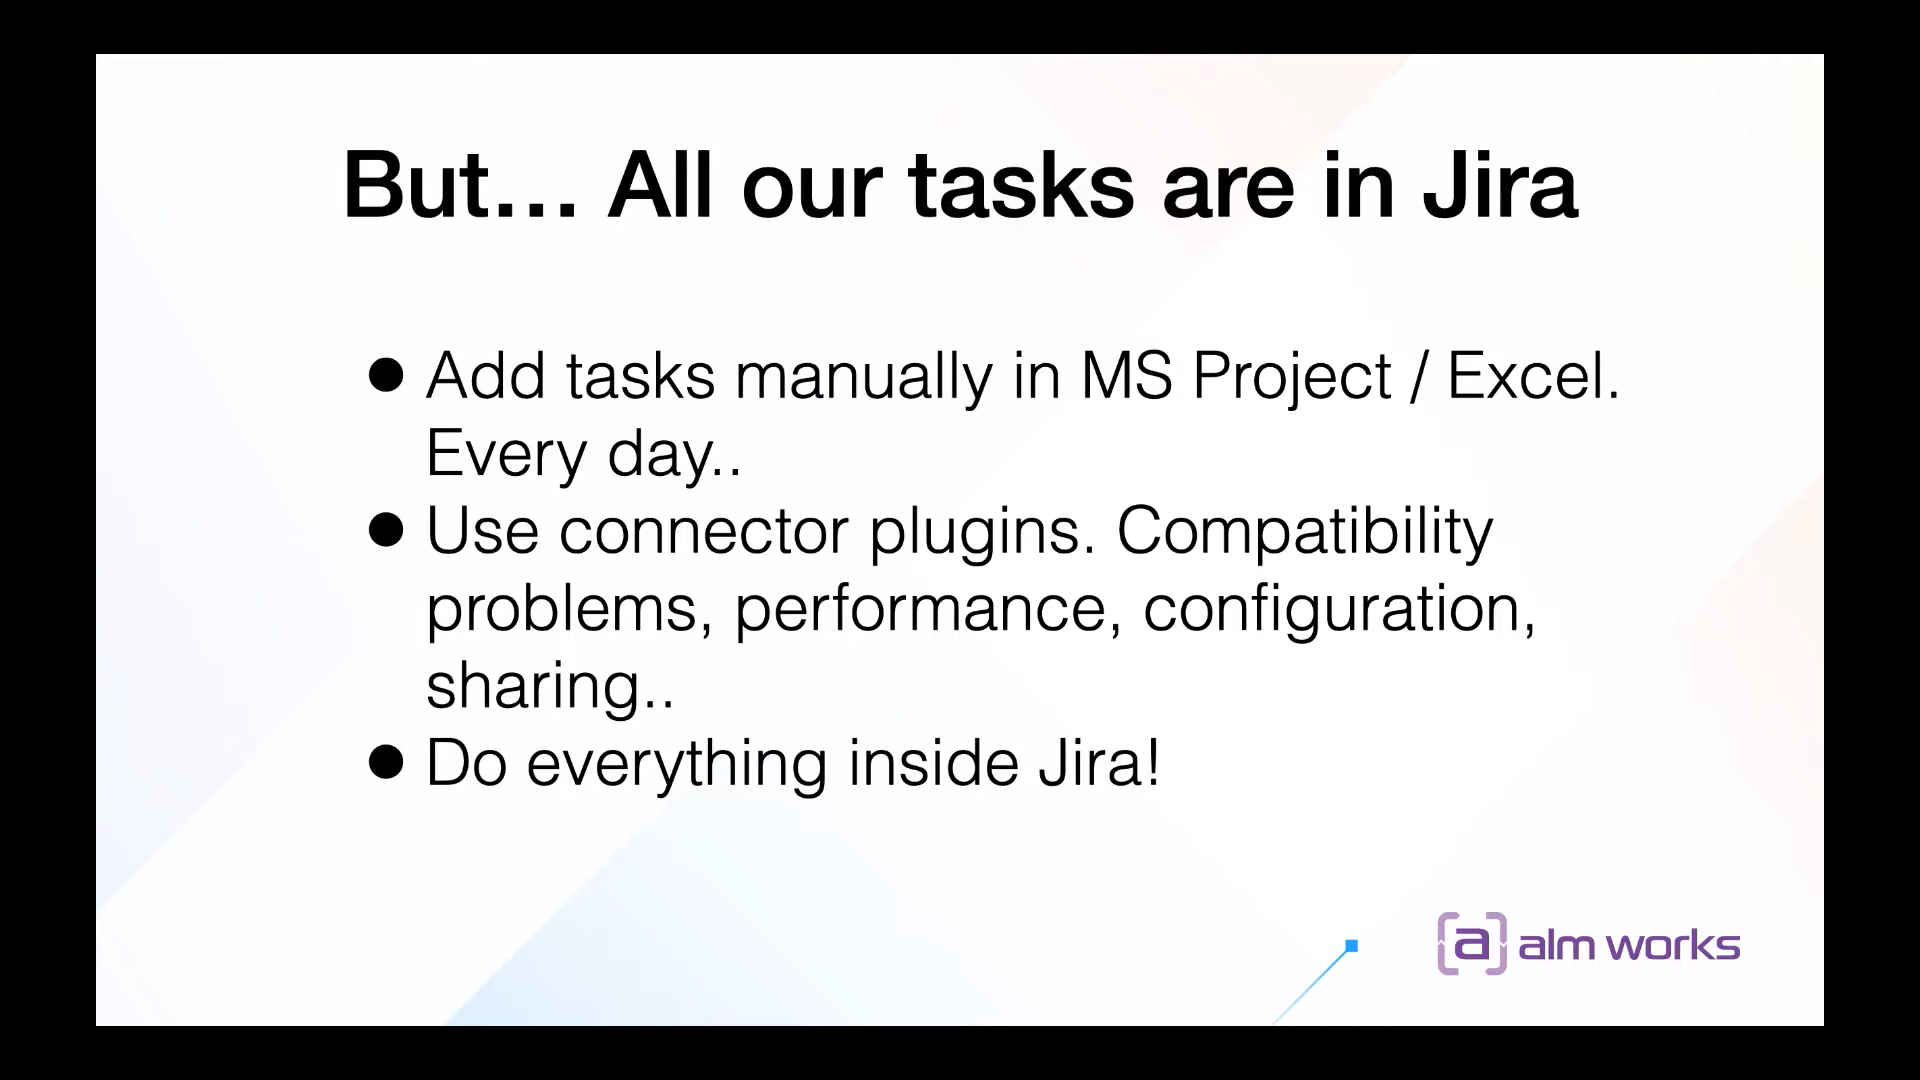 But... All our tasks are in Jira
● Add tasks manually in MS Project / Excel.
Every day..
● Use connector plugins. Compatibility
problems, performance, configuration,
sharing..
● Do everything inside Jira!
[a] alm works